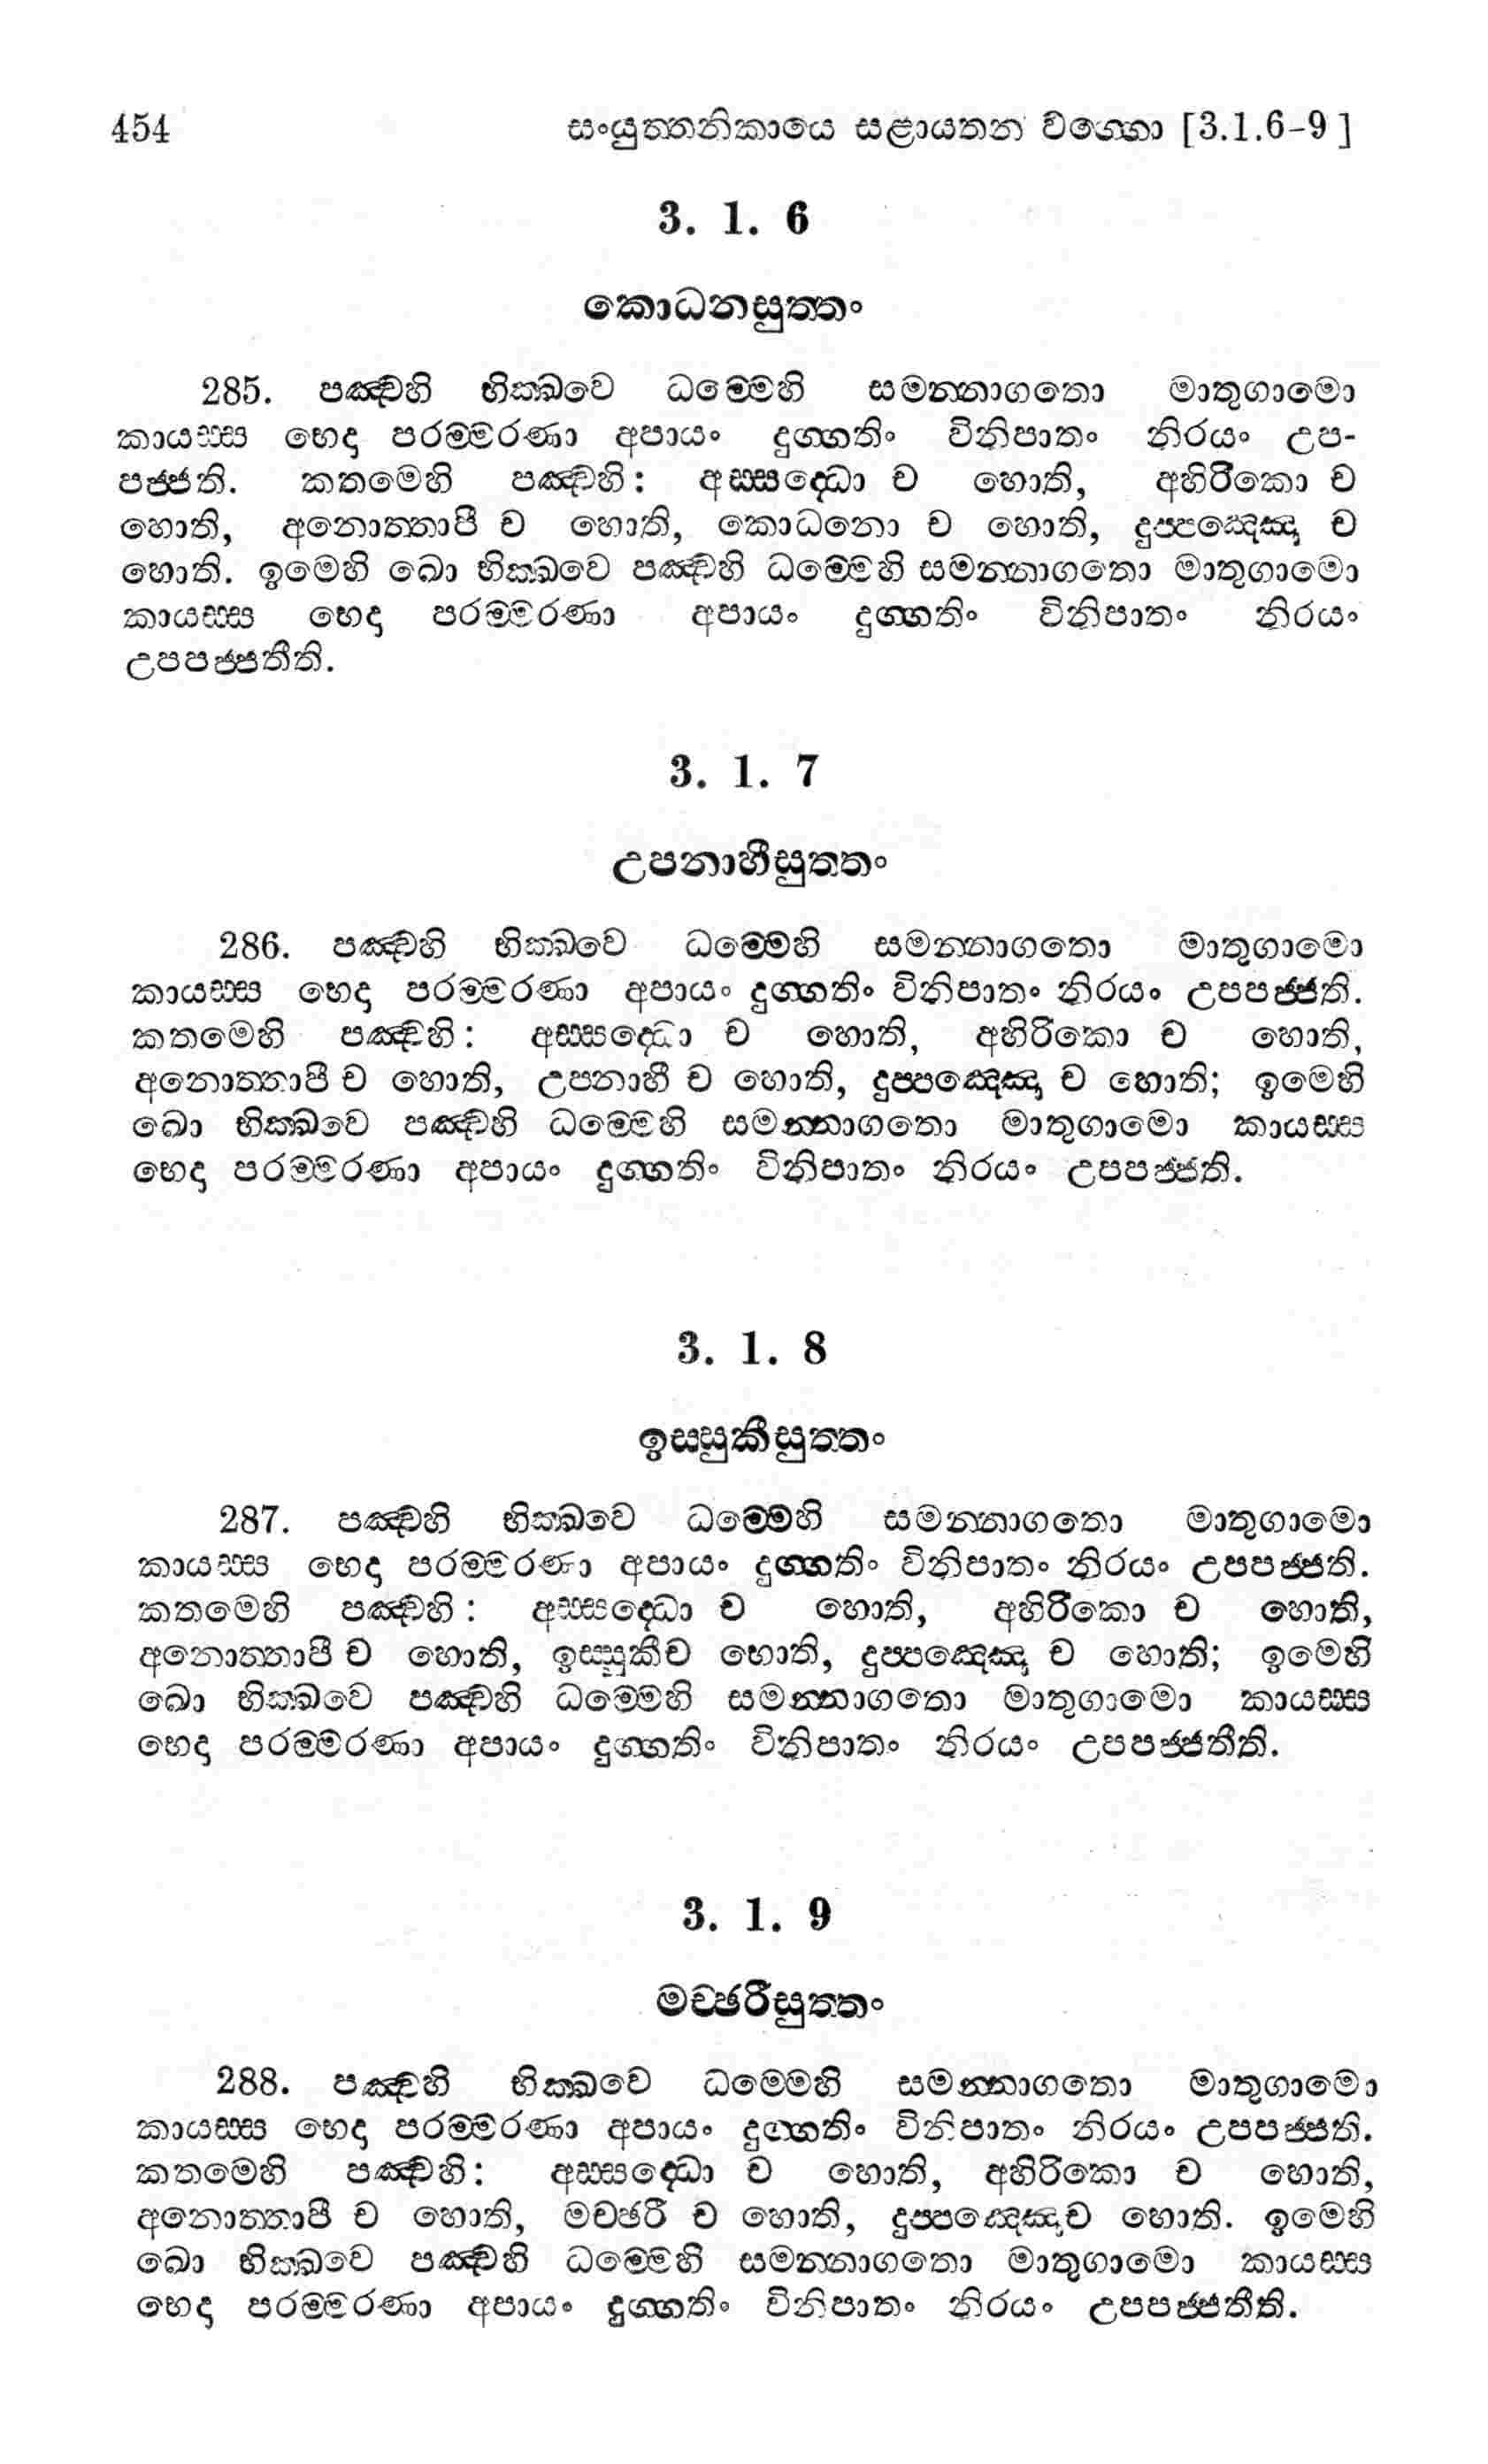 454 සංයුත්තනිකායෙ සළායතන වග්ගො [3.1.6-9]
3. 1. 6
කොධනසුත්තං
285. පඤ්චහි භික්ඛවෙ ධම්මෙහි සමන්නාගතො මාතුගාමො
කායස්ස භෙදා පරම්මරණා අපායං දුග්ගතිං විනිපාතං නිරයං උප-
පජ්ජති. කතමෙහි පඤ්චහි: අස්සද්ධො ච හොති, අහිරිකො ච
හොති, අනොත්තාපී ච හොති, කොධනො ච හොති, දුප්පඤ්ඤො ච
හොති. ඉමෙහි ඛො භික්ඛවෙ පඤ්චහි ධම්මෙහි සමන්නාගතො මාතුගාමො
කායස්ස භෙදා පරම්මරණා අපායං දුග්ගතිං විනිපාතං නිරයං
උපපජ්ජතීති.
3. 1. 7
උපනාහීසුත්තං
286. පඤ්චහි භික්ඛවෙ ධම්මෙහි සමන්නාගතො මාතුගාමො
කායස්ස භෙදා පරම්මරණා අපායං දුග්ගතිං විනිපාතං නිරයං උපපජ්ජති.
කතමෙහි පඤ්චහි: අස්සද්ධො ච හොති, අහිරිකො ච හොති,
අනොත්තාපී ච හොති, උපනාහී ච හොති, දුප්පඤ්ඤො ච හොති; ඉමෙහි
ඛො භික්ඛවෙ පඤ්චහි ධම්මෙහි සමන්නාගතො මාතුගාමො කායස්ස
භෙදා පරම්මරණා අපායං දුග්ගතිං විනිපාතං නිරයං උපපජ්ජති.
3. 1. 8
ඉස්සුකීසුත්තං
287. පඤ්චහි භික්ඛවෙ ධම්මෙහි සමන්නාගතො මාතුගාමො
කායස්ස භෙදා පරම්මරණා අපායං දුග්ගතිං විනිපාතං නිරයං උපපජ්ජති.
කතමෙහි පඤ්චහි: අස්සද්ධො ච හොති, අහිරිකො ච හොති,
අනොත්තාපී ච හොති, ඉස්සුකීච හොති, දුප්පඤ්ඤො ච හොති; ඉමෙහි
ඛො භික්ඛවෙ පඤ්චහි ධම්මෙහි සමන්නාගතො මාතුගාමො කායස්ස
භෙදා පරම්මරණා අපායං දුග්ගතිං විනිපාතං නිරයං උපපජ්ජතීති.
3. 1. 9
මච්ඡරීසුත්තං
288. පඤ්චහි භික්ඛවෙ ධම්මෙහි සමන්නාගතො මාතුගාමො
කායස්ස භෙදා පරම්මරණා අපායං දුග්ගතිං විනිපාතං නිරයං උපපජ්ජති.
කතමෙහි පඤ්චහි: අස්සද්ධො ච හොති, අහිරිකො ච හොති,
අනොත්තාපී ච හොති, මච්ඡරී ච හොති, දුප්පඤ්ඤොච හොති. ඉමෙහි
ඛො භික්ඛවෙ පඤ්චහි ධම්මෙහි සමන්නාගතො මාතුගාමො කායස්ස
භෙදා පරම්මරණා අපායං දුග්ගතිං විනිපාතං නිරයං උපපජ්ජතීති.